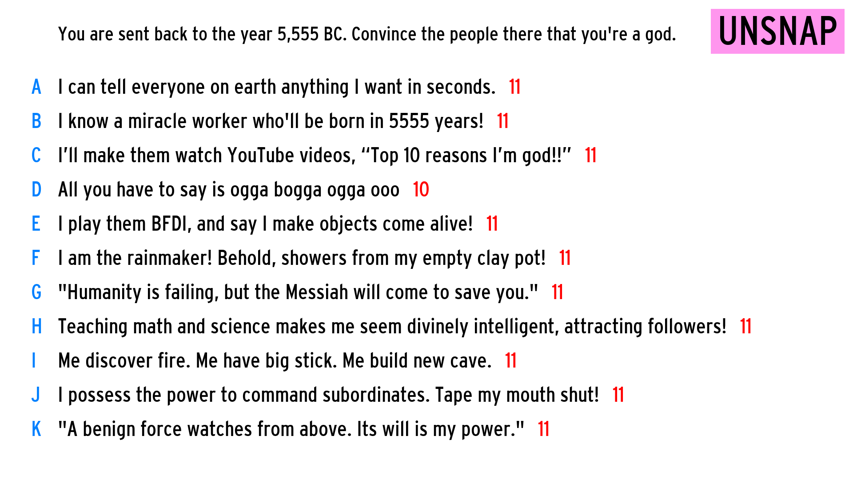 You are sent back to the year 5,555 BC. Convince the people there that you're a god.
UNSNAP
A I can tell everyone on earth anything I want in seconds. 11
B I know a miracle worker who'll be born in 5555 years! 11
C I’ll make them watch YouTube videos, “Top 10 reasons I’m god!!” 11
D All you have to say is ogga bogga ogga ooo 10
E I play them BFDI, and say I make objects come alive! 11
F I am the rainmaker! Behold, showers from my empty clay pot! 11
G "Humanity is failing, but the Messiah will come to save you." 11
H Teaching math and science makes me seem divinely intelligent, attracting followers! 11
I Me discover fire. Me have big stick. Me build new cave. 11
J I possess the power to command subordinates. Tape my mouth shut! 11
K "A benign force watches from above. Its will is my power." 11